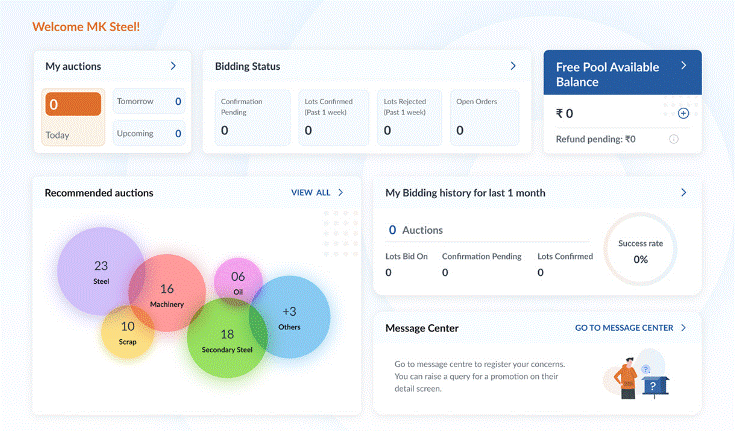 Welcome MK Steel!
My auctions
0
Today
Tomorrow 0
Upcoming 0
Bidding Status
Confirmation
Pending
0
Lots Confirmed
(Past 1 week)
0
Lots Rejected
(Past 1 week)
0
Open Orders
0
Free Pool Available
Balance
₹ 0
Refund pending: ₹0
Recommended auctions
VIEW ALL
23
Steel
16
Machinery
06
Oil
+3
Others
10
Scrap
18
Secondary Steel
My Bidding history for last 1 month
0 Auctions
Lots Bid On
0
Confirmation Pending
0
Lots Confirmed
0
Success rate
0%
Message Center
GO TO MESSAGE CENTER
Go to message centre to register your concerns.
You can raise a query for a promotion on their
detail screen.
?
?